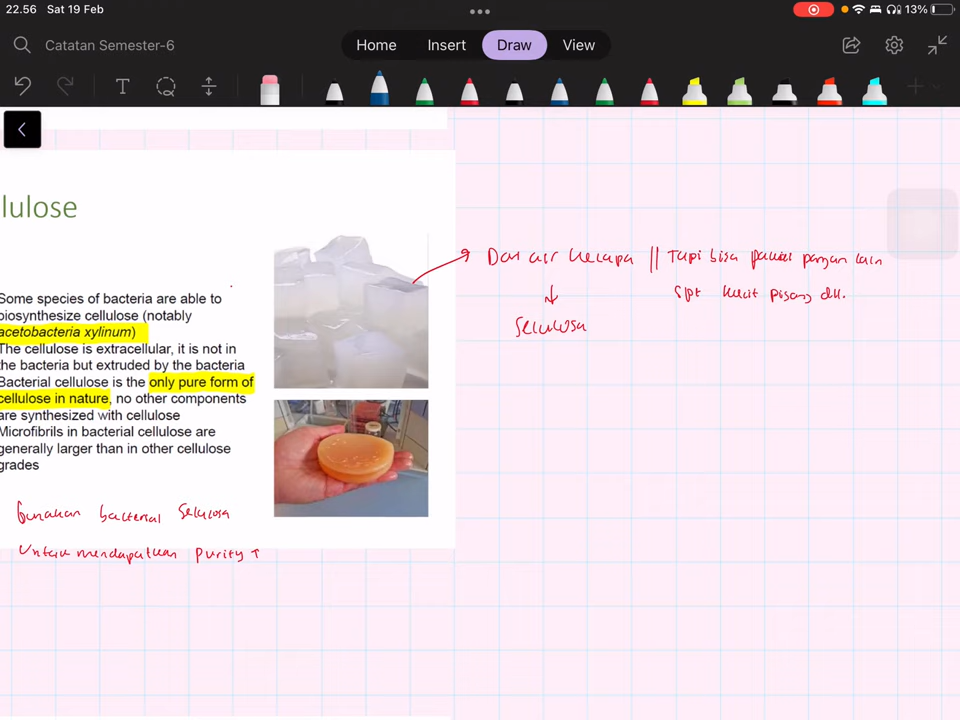 22.56 Sat 19 Feb
13%
Catatan Semester-6
Home Insert Draw View
T
lulose
Some species of bacteria are able to
biosynthesize cellulose (notably
acetobacteria xylinum)
The cellulose is extracellular, it is not in
the bacteria but extruded by the bacteria
Bacterial cellulose is the only pure form of
cellulose in nature, no other components
are synthesized with cellulose
Microfibrils in bacterial cellulose are
generally larger than in other cellulose
grades
Gunakan bacterial Selulosa
Untuk mendapatkan purity ↑
Dari air kelapa || Tapi bisa pangan lain
Spt kulit pisang dll.
Selulosa